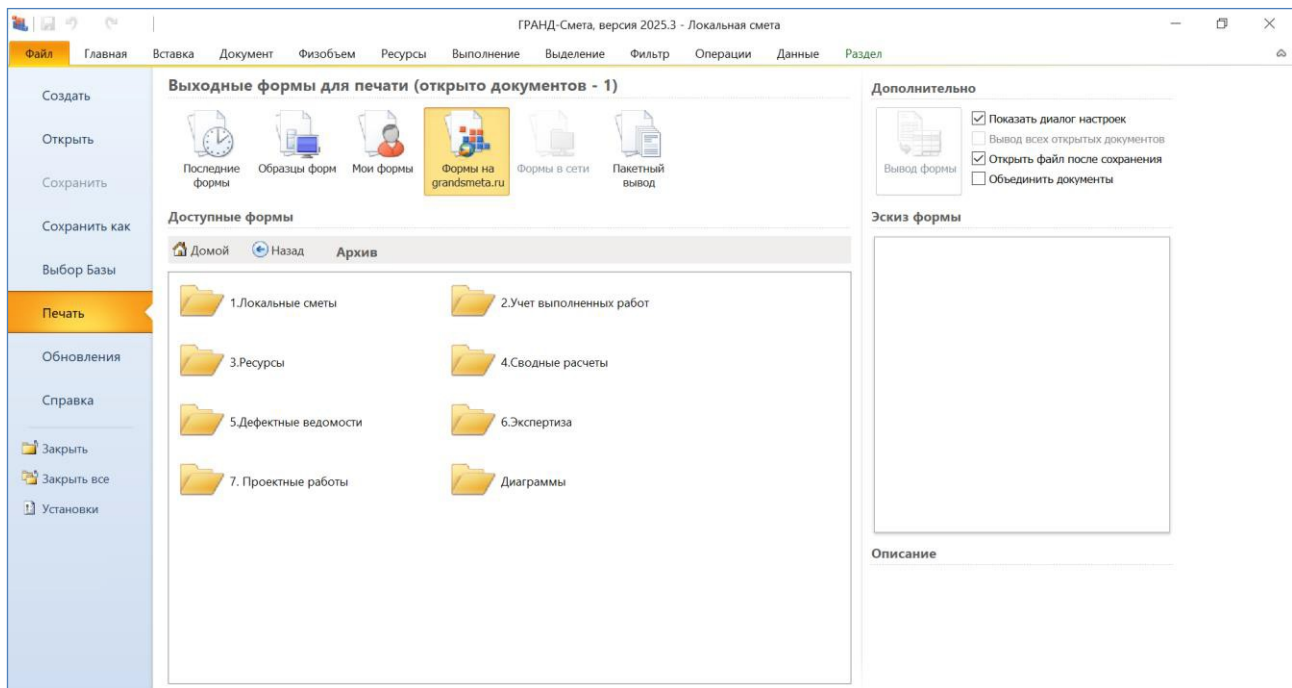 ГРАНД-Смета, версия 2025.3 - Локальная смета
Файл Главная Вставка Документ Физобъем Ресурсы Выполнение Выделение Фильтр Операции Данные Раздел
Создать
Открыть
Сохранить
Сохранить как
Выбор Базы
Печать
Обновления
Справка
Закрыть
Закрыть все
Установки
Выходные формы для печати (открыто документов - 1)
Последние формы
Образцы форм
Мои формы
Формы на grandsmeta.ru
Формы в сети
Пакетный вывод
Доступные формы
Домой Назад Архив
1.Локальные сметы 2.Учет выполненных работ
3.Ресурсы 4.Сводные расчеты
5.Дефектные ведомости 6.Экспертиза
7. Проектные работы Диаграммы
Дополнительно
Вывод формы
Показать диалог настроек
Вывод всех открытых документов
Открыть файл после сохранения
Объединить документы
Эскиз формы
Описание